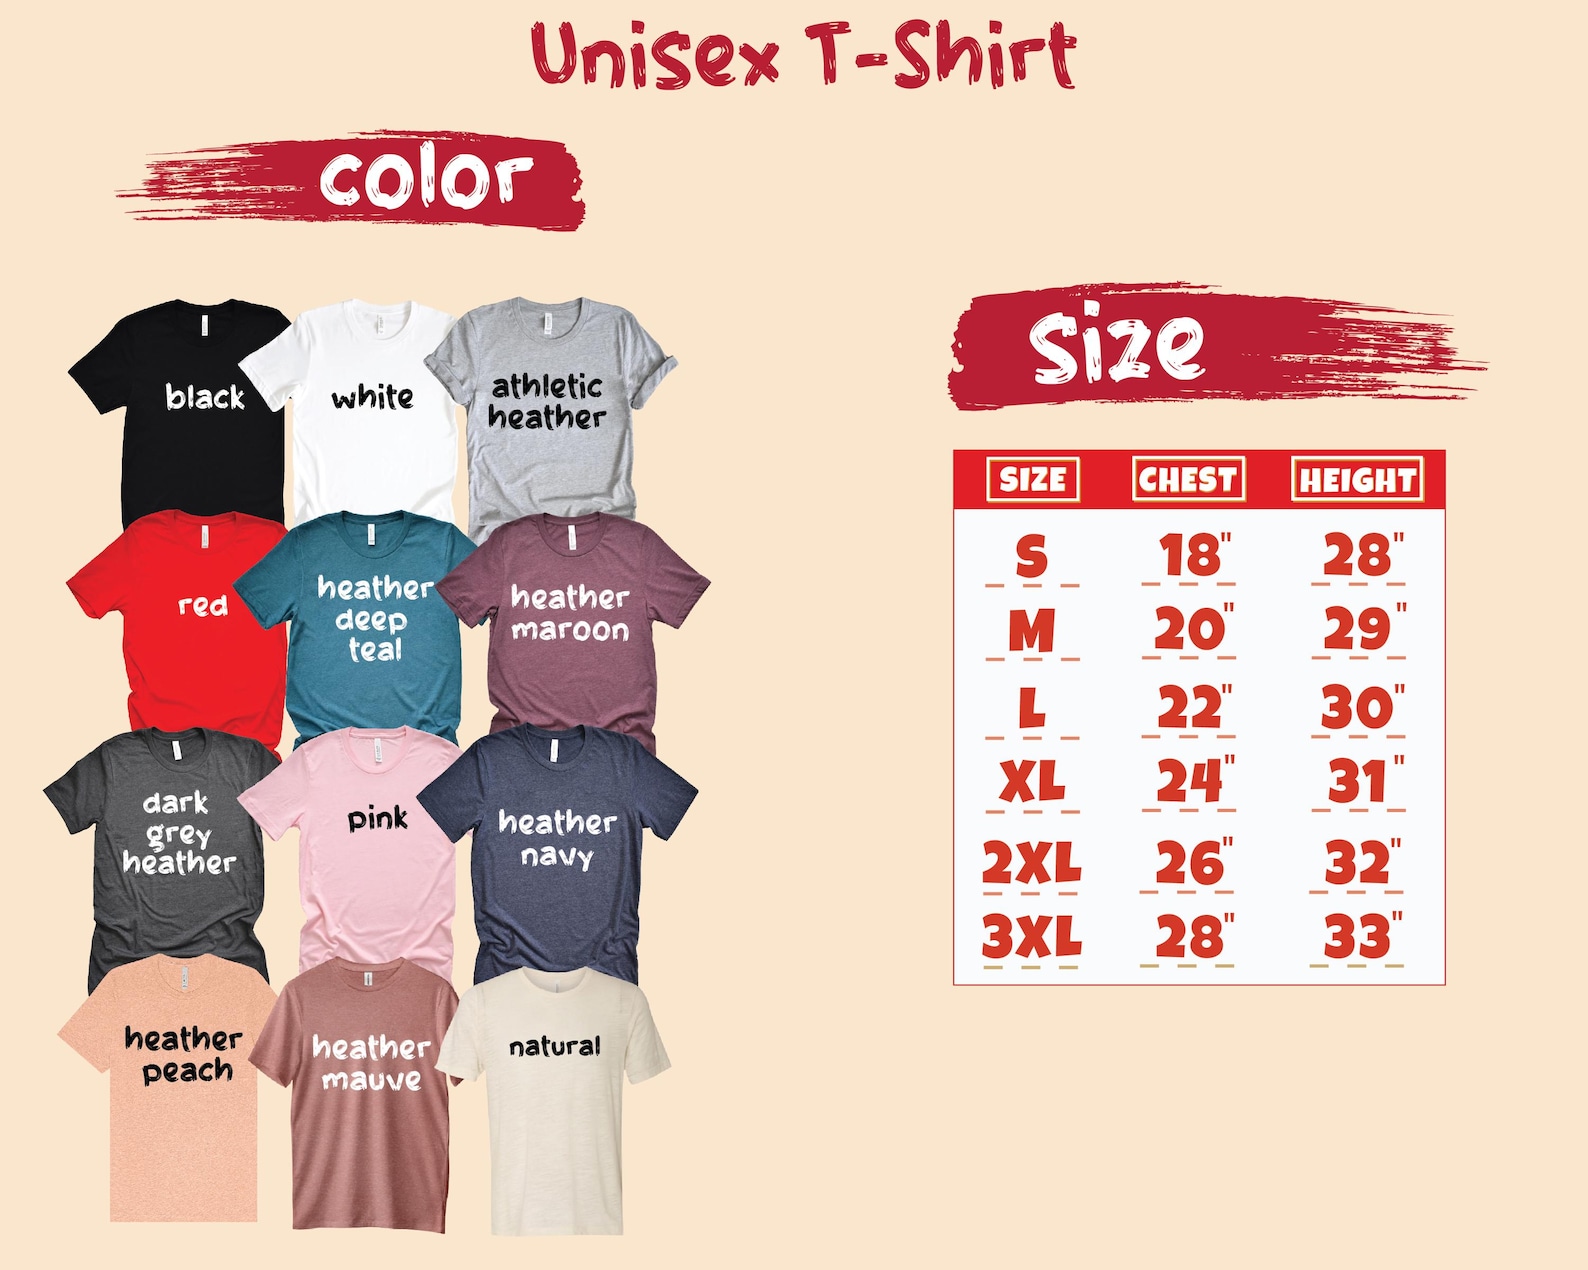 Unisex T-Shirt
color
black
white
athletic
heather
red
heather
deep
teal
heather
maroon
dark
grey
heather
pink
heather
navy
heather
peach
heather
mauve
natural
size
SIZE CHEST HEIGHT
S 18" 28"
M 20" 29"
L 22" 30"
XL 24" 31"
2XL 26" 32"
3XL 28" 33"